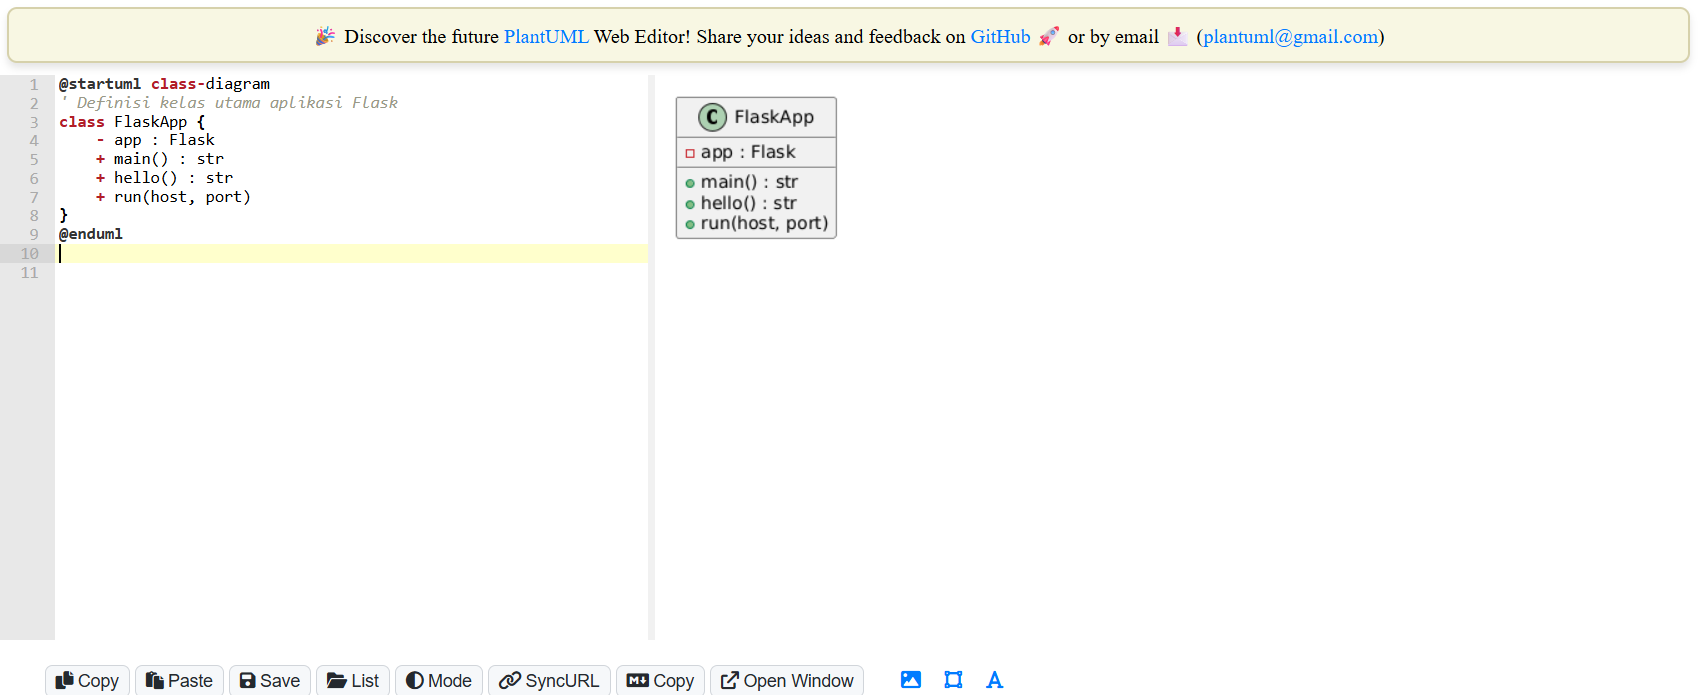 🎉 Discover the future PlantUML Web Editor! Share your ideas and feedback on GitHub 🚀 or by email 📩 (plantuml@gmail.com)
1 @startuml class-diagram
2 ' Definisi kelas utama aplikasi Flask
3 class FlaskApp {
4 - app : Flask
5 + main() : str
6 + hello() : str
7 + run(host, port)
8 }
9 @enduml
10
11
C FlaskApp
app : Flask
main() : str
hello() : str
run(host, port)
Copy Paste Save List Mode SyncURL Copy Open Window A